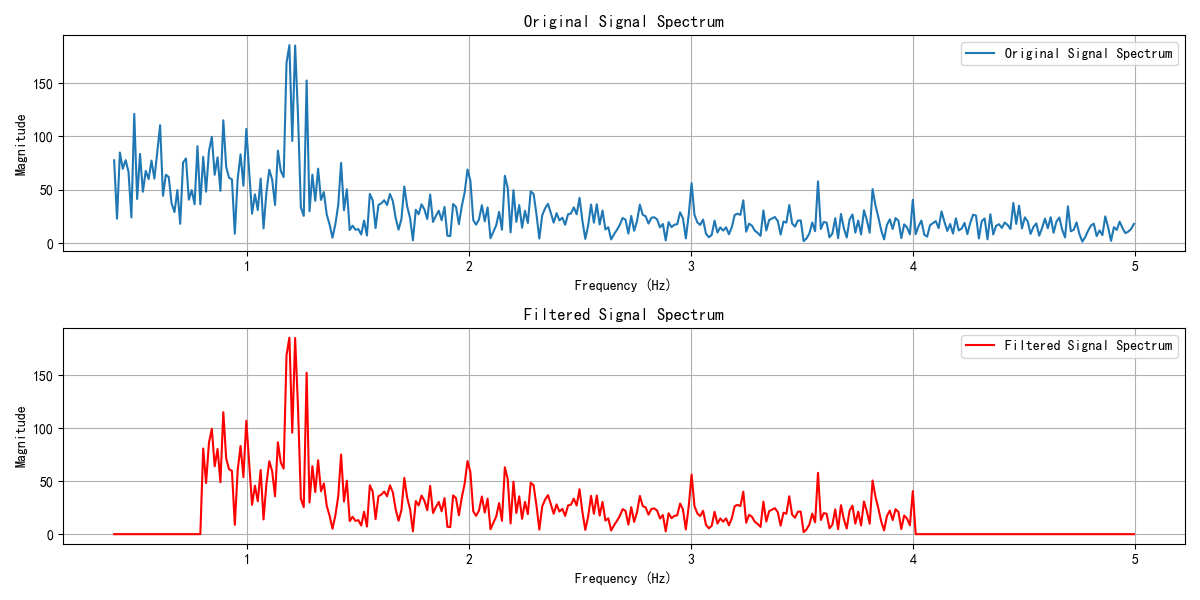 Original Signal Spectrum
Original Signal Spectrum
Magnitude
150
100
50
0
1 2 3 4 5
Frequency (Hz)
Filtered Signal Spectrum
Filtered Signal Spectrum
Magnitude
150
100
50
0
1 2 3 4 5
Frequency (Hz)